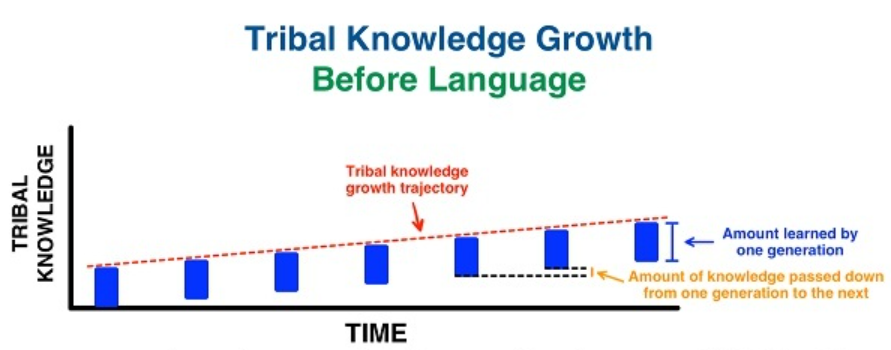 Tribal Knowledge Growth
Before Language
TRIBAL
KNOWLEDGE
Tribal knowledge
growth trajectory
Amount learned by
one generation
Amount of knowledge passed down
from one generation to the next
TIME